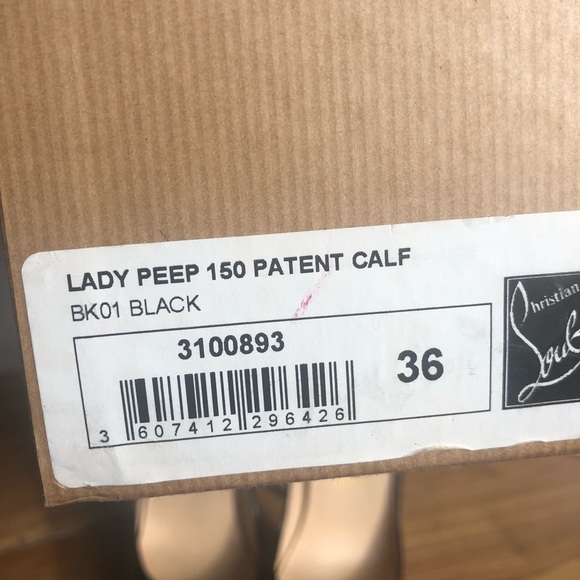 LADY PEEP 150 PATENT CALF
BK01 BLACK
3100893
36
3 607412 296426
Christian